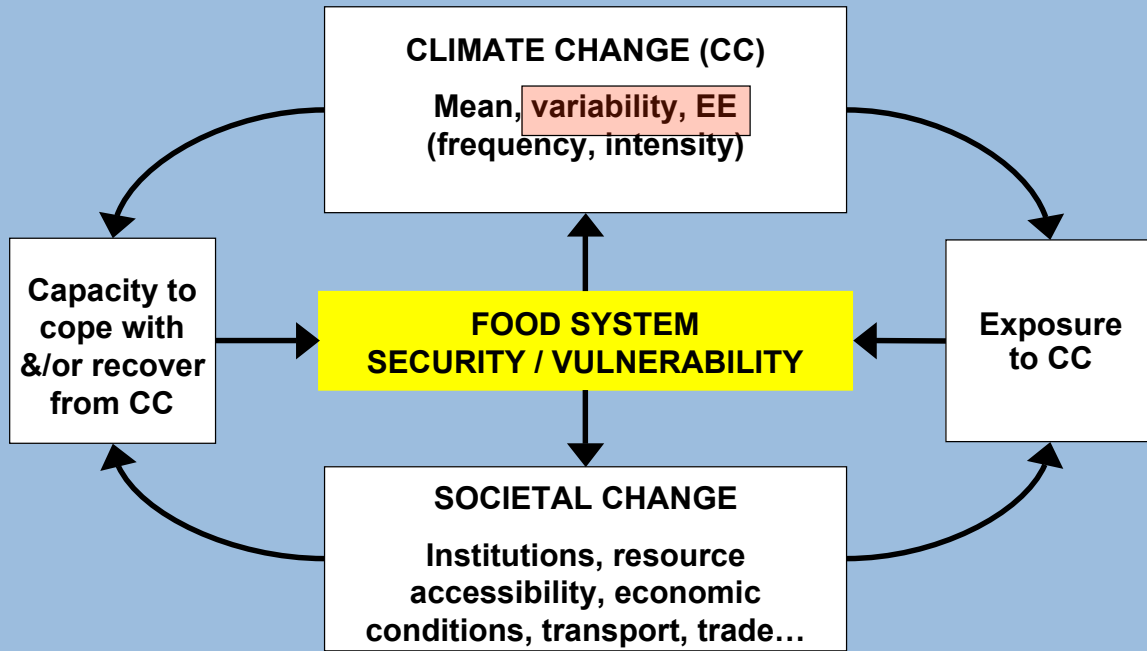 CLIMATE CHANGE (CC)
Mean, variability, EE
(frequency, intensity)
Capacity to
cope with
&/or recover
from CC
FOOD SYSTEM
SECURITY / VULNERABILITY
Exposure
to CC
SOCIETAL CHANGE
Institutions, resource
accessibility, economic
conditions, transport, trade…